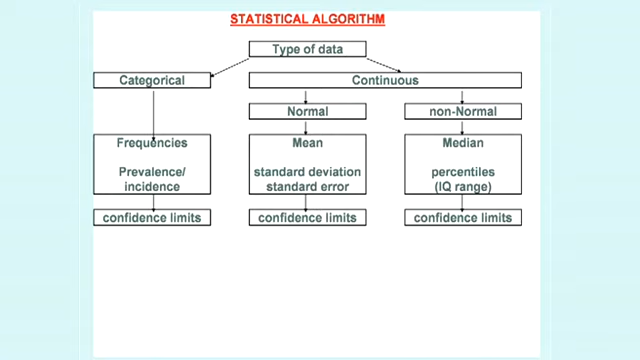 STATISTICAL ALGORITHM
Type of data
Categorical
Continuous
Normal
non-Normal
Frequencies
Prevalence/
incidence
Mean
standard deviation
standard error
Median
percentiles
(IQ range)
confidence limits
confidence limits
confidence limits